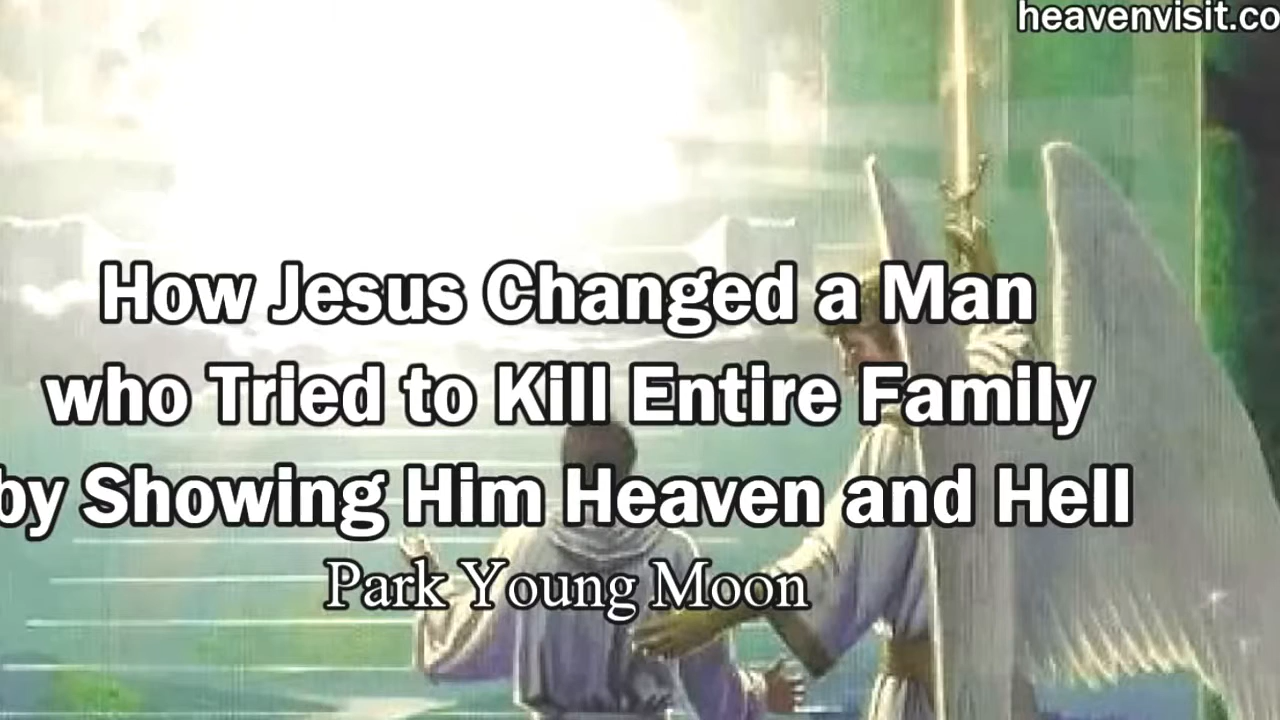 heavenvisit.co
How Jesus Changed a Man
who Tried to Kill Entire Family
by Showing Him Heaven and Hell
Park Young Moon